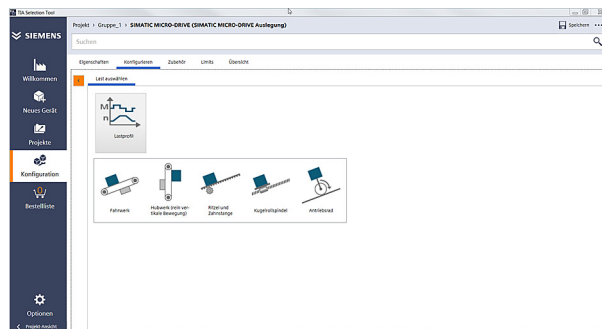 TIA Selection Tool
SIEMENS
Projekt › Gruppe_1 › SIMATIC MICRO-DRIVE (SIMATIC MICRO-DRIVE Auslegung)
Speichern
Suchen
Eigenschaften Konfigurieren Zubehör Limits Übersicht
Last auswählen
Willkommen
Neues Gerät
Projekte
Konfiguration
Bestellliste
Optionen
Projekt-Ansicht
M
n
Lastprofil
Fahrwerk
Hubwerk (rein ver-
tikale Bewegung)
Ritzel und
Zahnstange
Kugelrollspindel
Antriebsrad